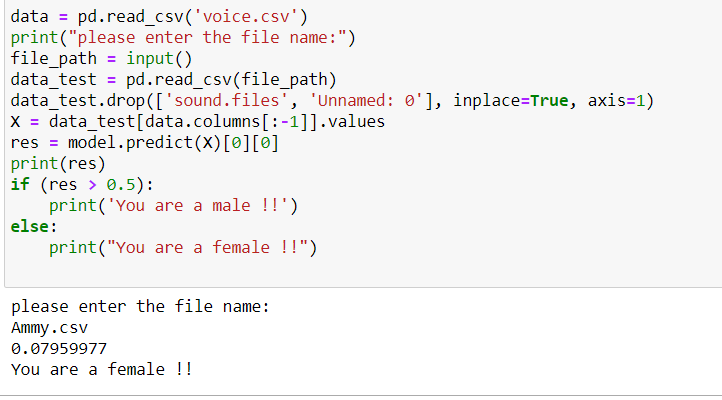 data = pd.read_csv('voice.csv')
print("please enter the file name:")
file_path = input()
data_test = pd.read_csv(file_path)
data_test.drop(['sound.files', 'Unnamed: 0'], inplace=True, axis=1)
X = data_test[data.columns[:-1]].values
res = model.predict(X)[0][0]
print(res)
if (res > 0.5):
    print('You are a male !!')
else:
    print("You are a female !!")
please enter the file name:
Ammy.csv
0.07959977
You are a female !!